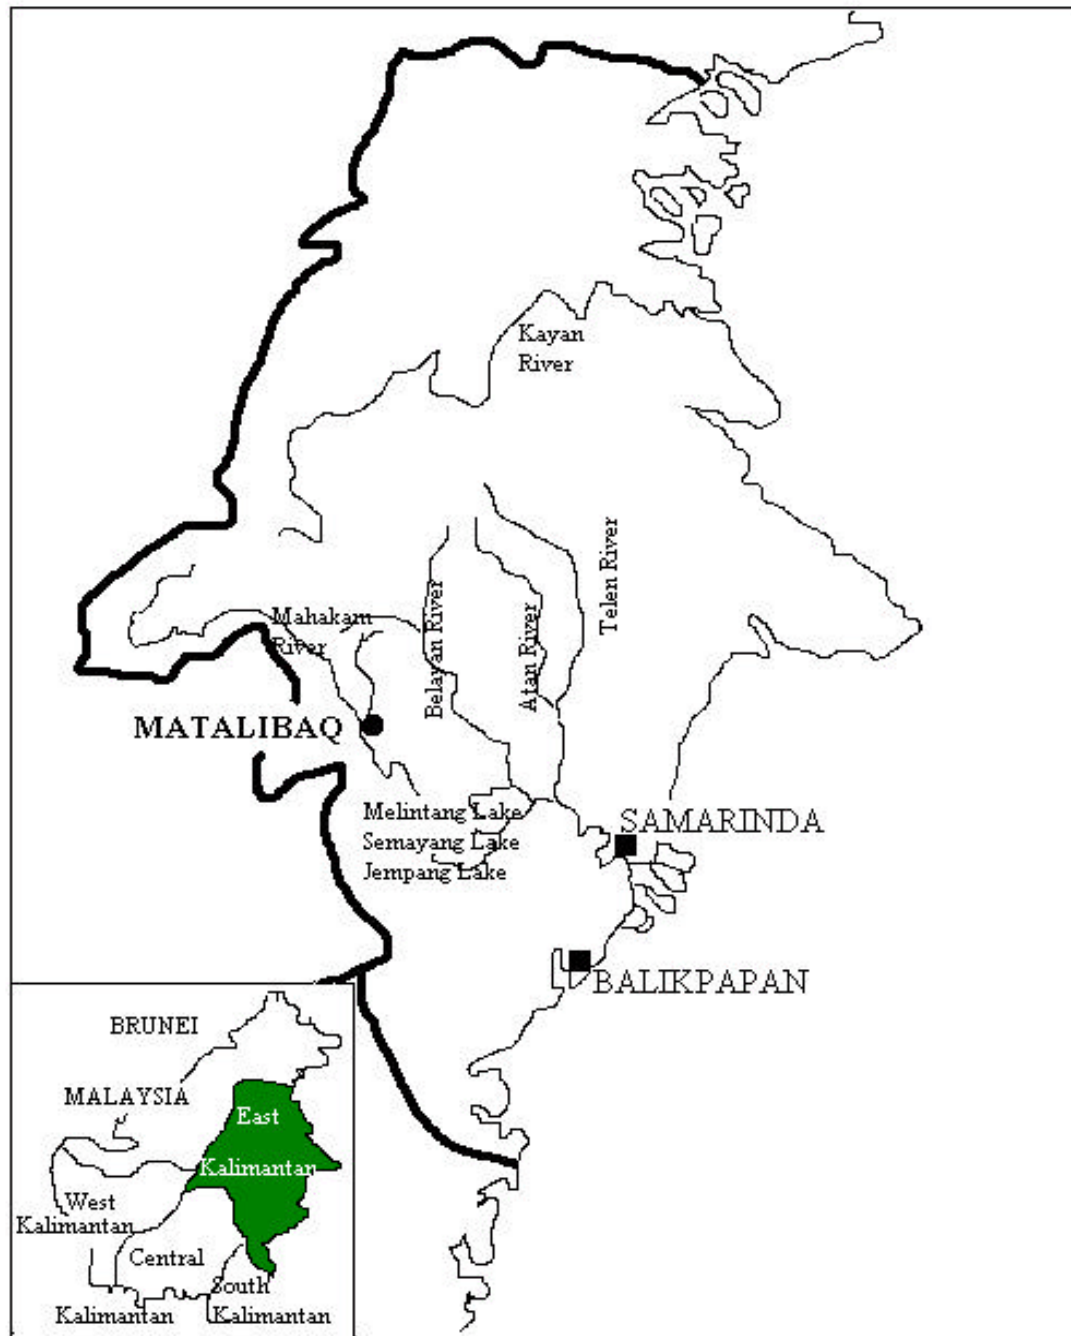 Kayan
River
Telen River
Mahakam
River
Belayan River
Atan River
MATALIBAQ
Melintang Lake
Semayang Lake
Jempang Lake
SAMARINDA
BALIKPAPAN
BRUNEI
MALAYSIA
East
Kalimantan
West
Kalimantan
Central
Kalimantan
South
Kalimantan